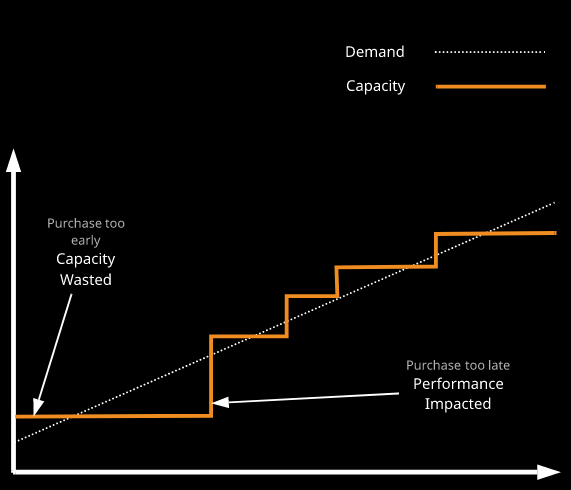 Demand
Capacity
Purchase too
early
Capacity
Wasted
Purchase too late
Performance
Impacted